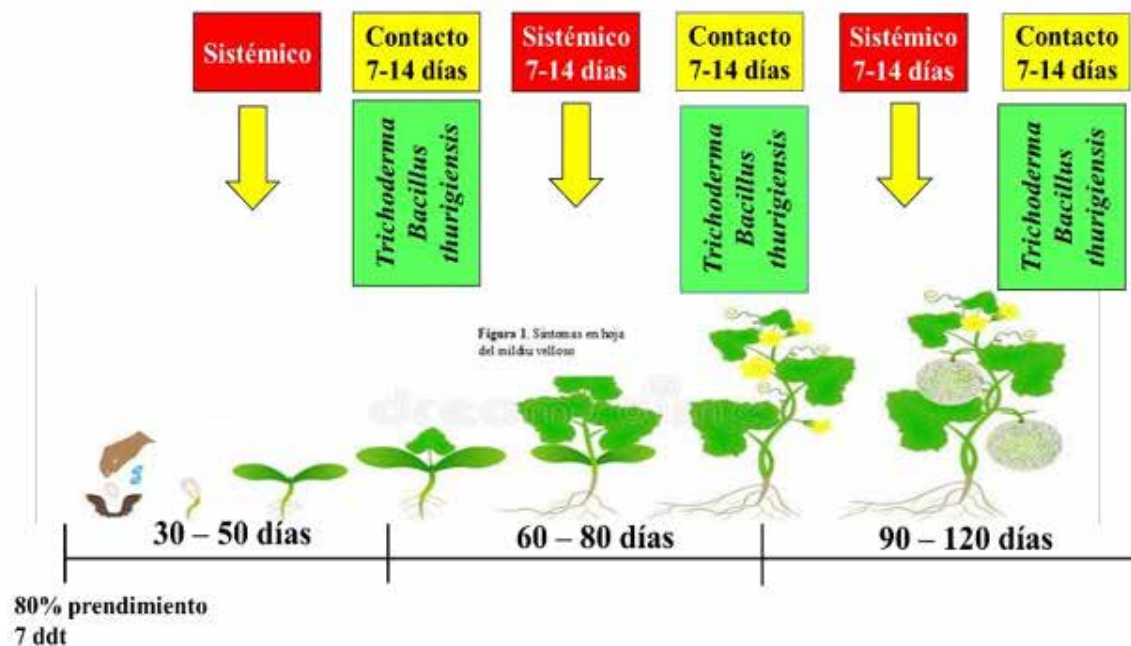 Sistémico
Contacto
7-14 días
Sistémico
7-14 días
Contacto
7-14 días
Sistémico
7-14 días
Contacto
7-14 días
Trichoderma
Bacillus
thurigiensis
Trichoderma
Bacillus
thurigiensis
Trichoderma
Bacillus
thurigiensis
Figura 1. Síntomas en hoja
del mildiu velloso
30 – 50 días
60 – 80 días
90 – 120 días
80% prendimiento
7 ddt